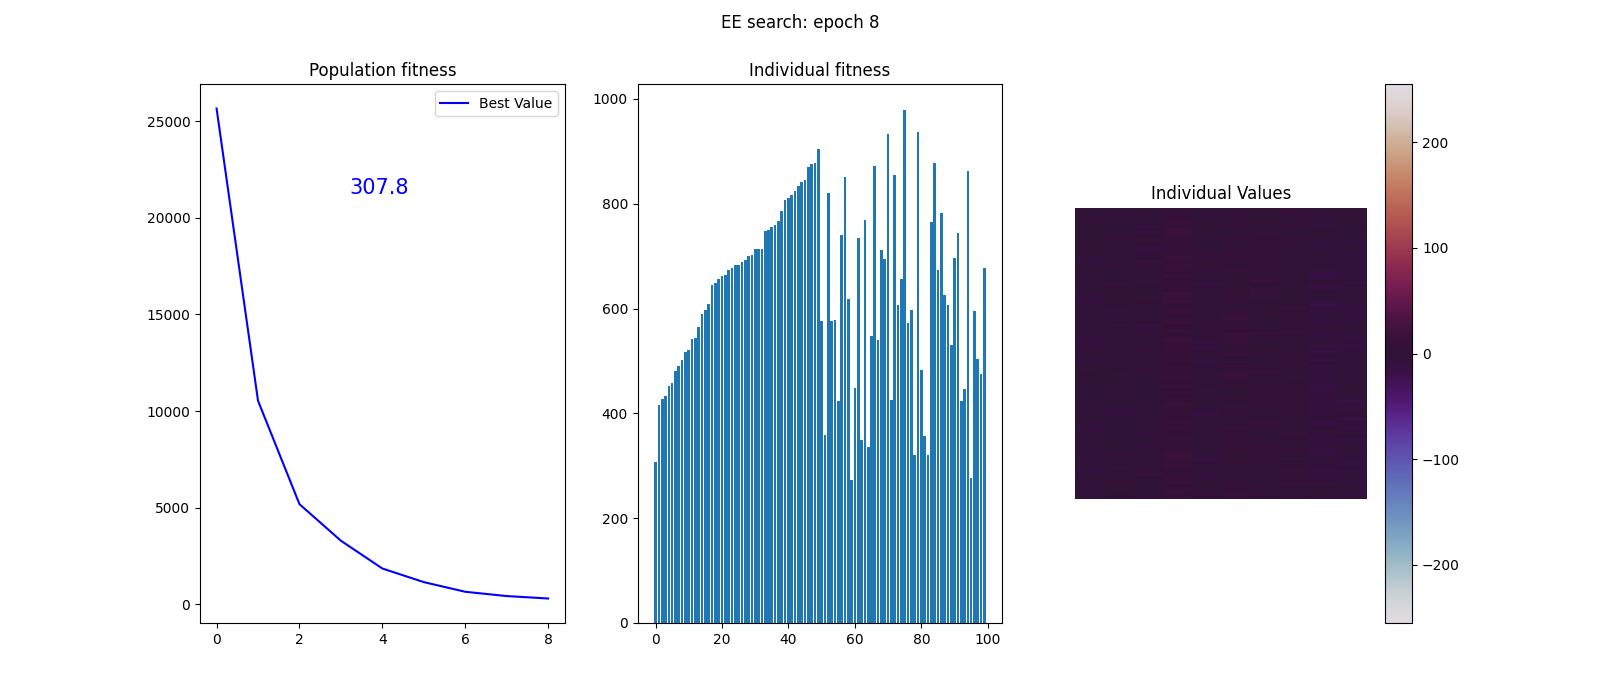 EE search: epoch 8
Population fitness
Best Value
307.8
25000
20000
15000
10000
5000
0
0 2 4 6 8
Individual fitness
1000
800
600
400
200
0
0 20 40 60 80 100
Individual Values
200
100
0
−100
−200